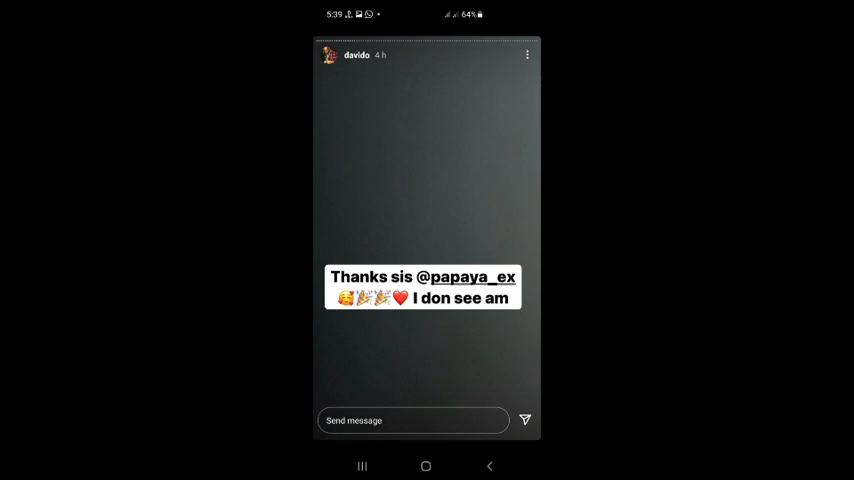 5:39 64%
davido 4 h
Thanks sis @papaya_ex
🥰🎉🎉❤️ I don see am
Send message